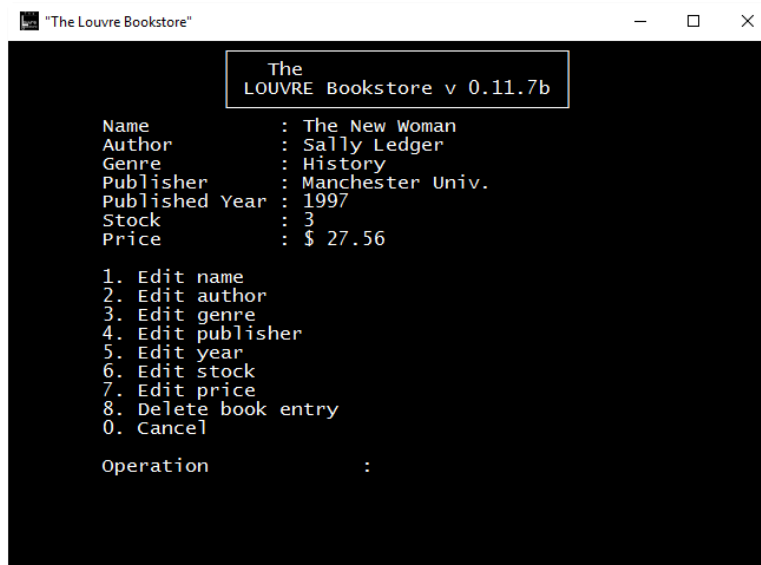 "The Louvre Bookstore"
The
LOUVRE Bookstore v 0.11.7b
Name : The New Woman
Author : Sally Ledger
Genre : History
Publisher : Manchester Univ.
Published Year : 1997
Stock : 3
Price : $ 27.56
1. Edit name
2. Edit author
3. Edit genre
4. Edit publisher
5. Edit year
6. Edit stock
7. Edit price
8. Delete book entry
0. Cancel
Operation :